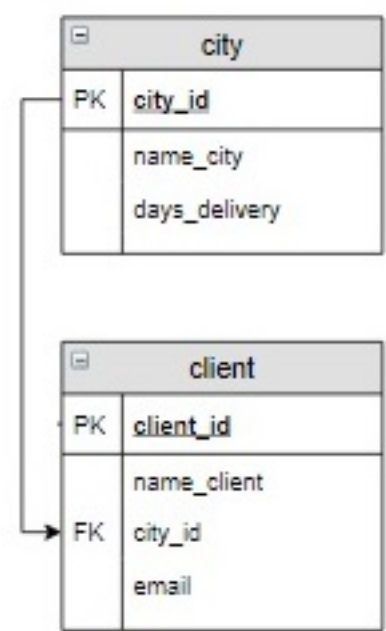 city
PK city_id
name_city
days_delivery
client
PK client_id
name_client
FK city_id
email